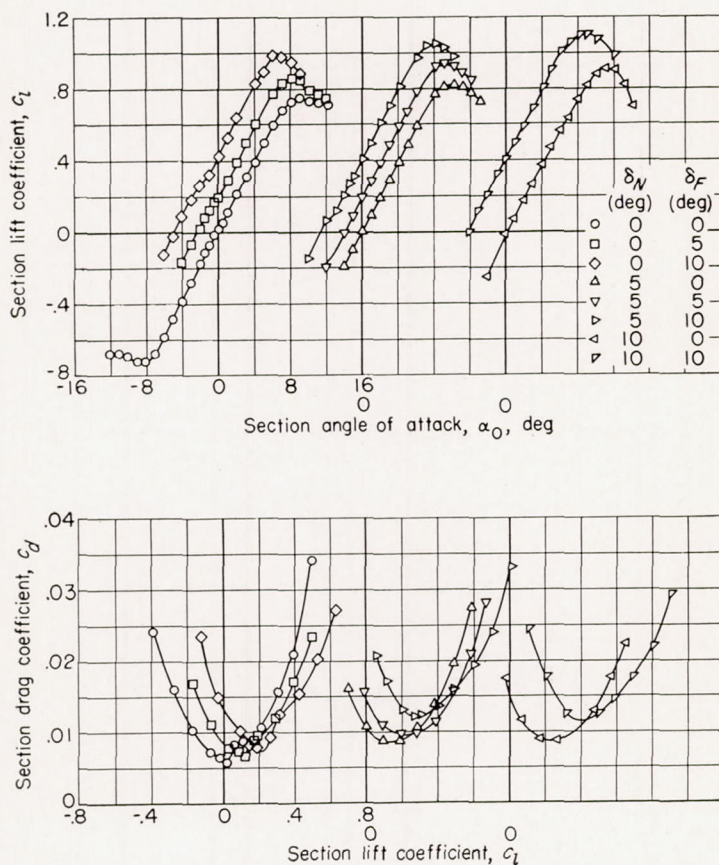 1.2
.8
.4
0
-.4
-.8
Section lift coefficient, c_l
δ_N δ_F
(deg) (deg)
0 0
0 5
0 10
5 0
5 5
5 10
10 0
10 10
-16 -8 0 8 16
0 0
Section angle of attack, α_0, deg
.04
.03
.02
.01
0
Section drag coefficient, c_d
-.8 -.4 0 .4 .8
0 0
Section lift coefficient, c_l